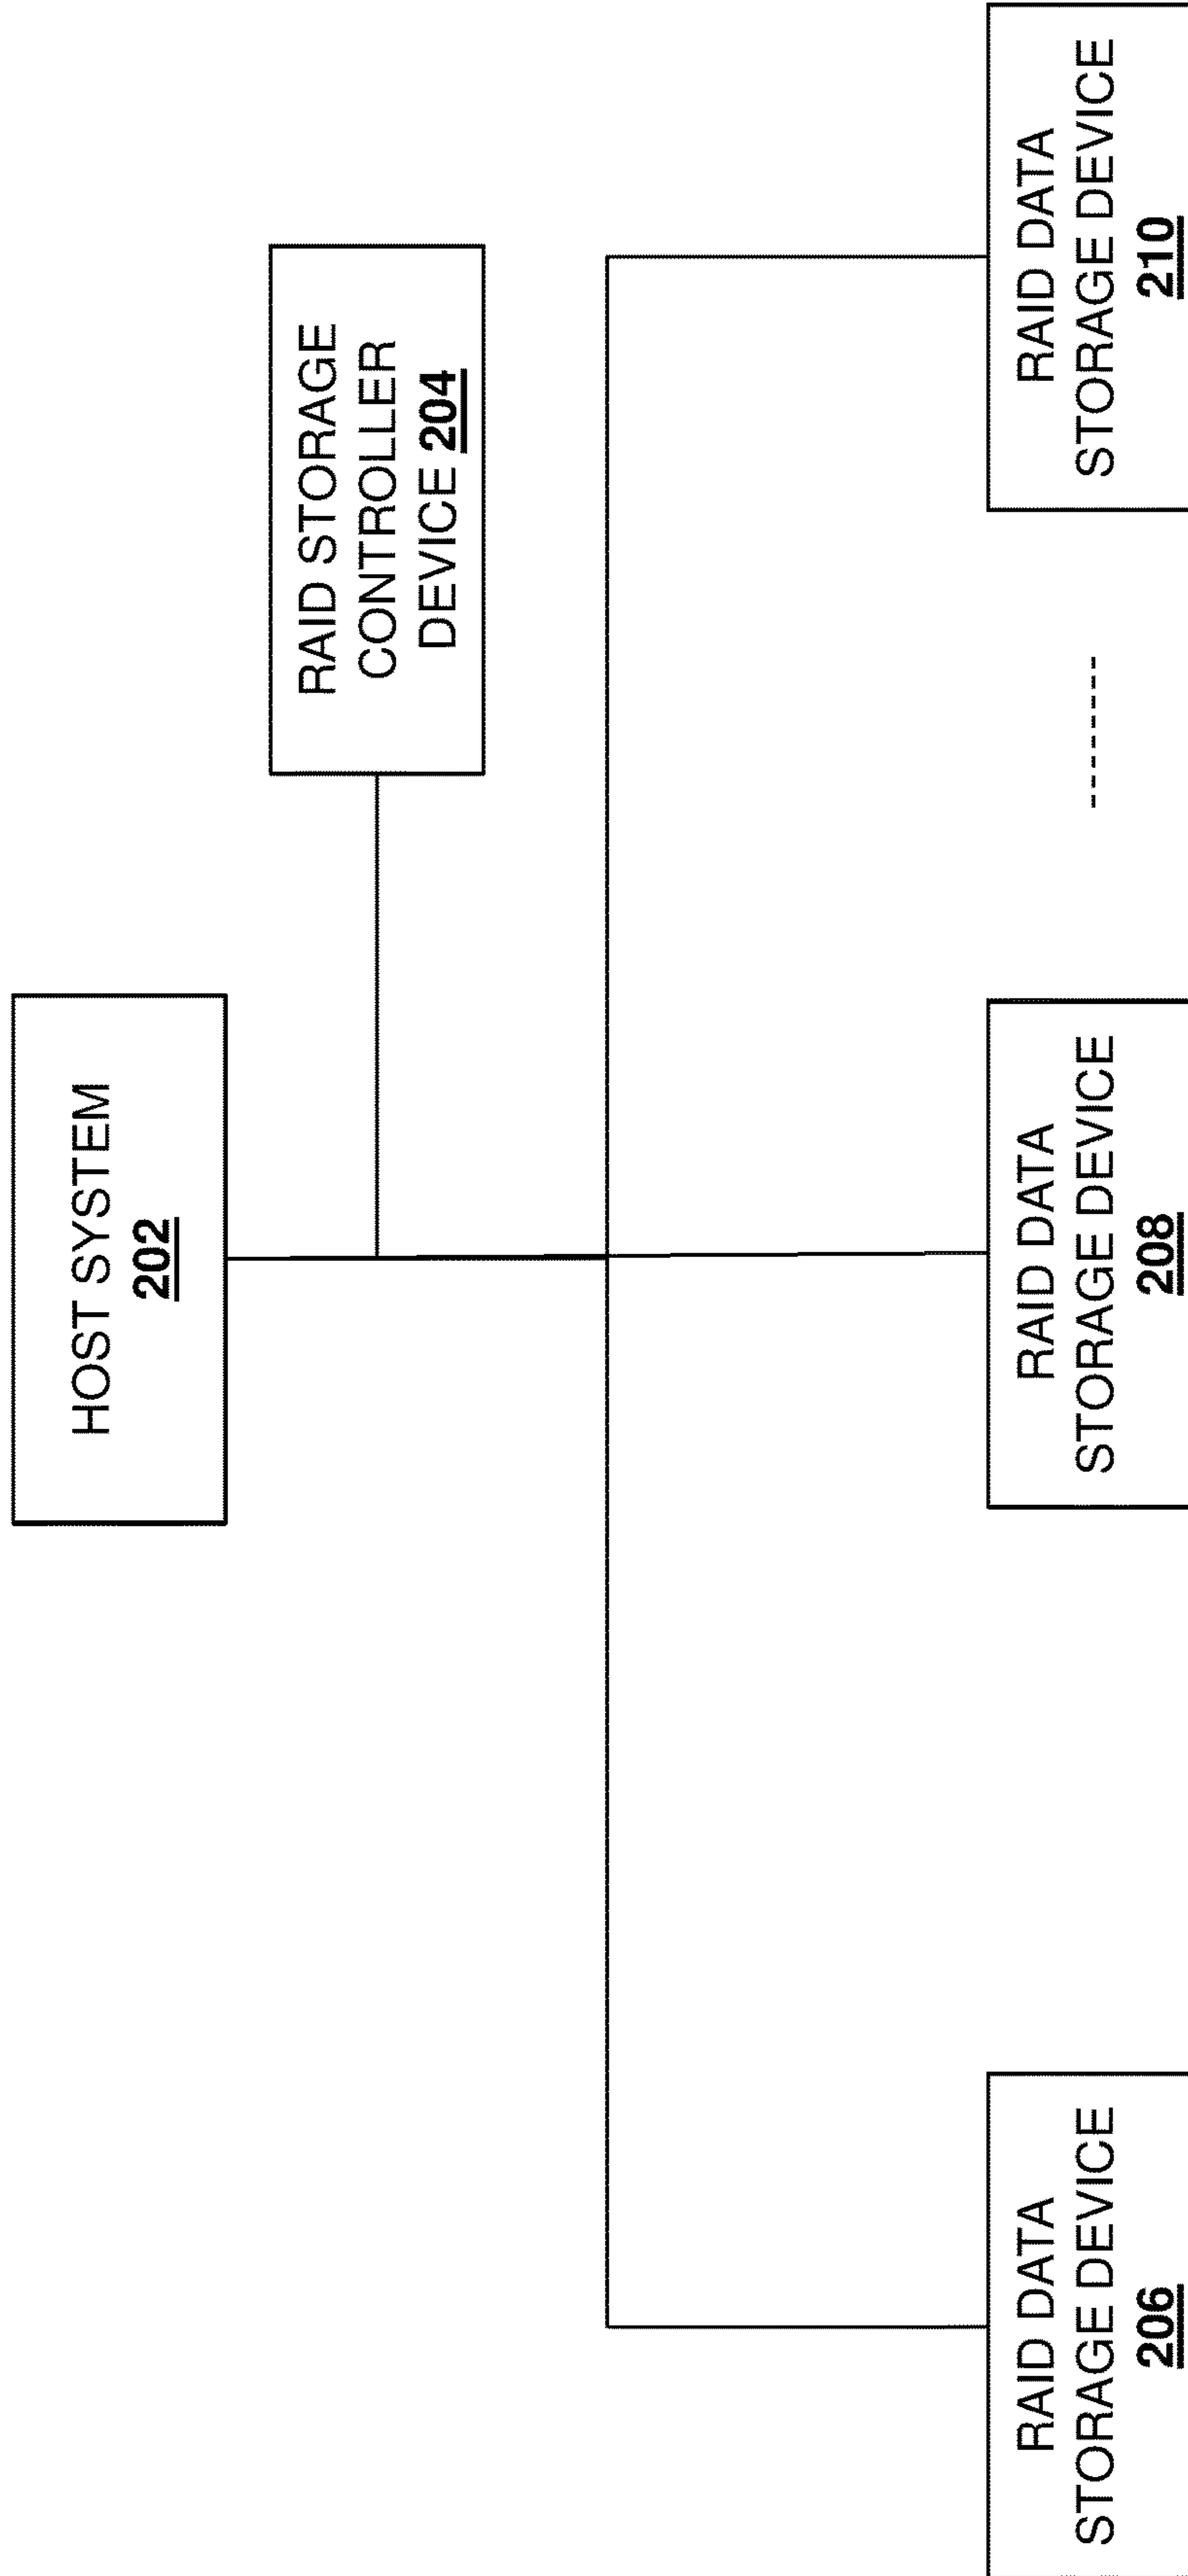 HOST SYSTEM
202
RAID STORAGE
CONTROLLER
DEVICE 204
RAID DATA
STORAGE DEVICE
206
RAID DATA
STORAGE DEVICE
208
RAID DATA
STORAGE DEVICE
210